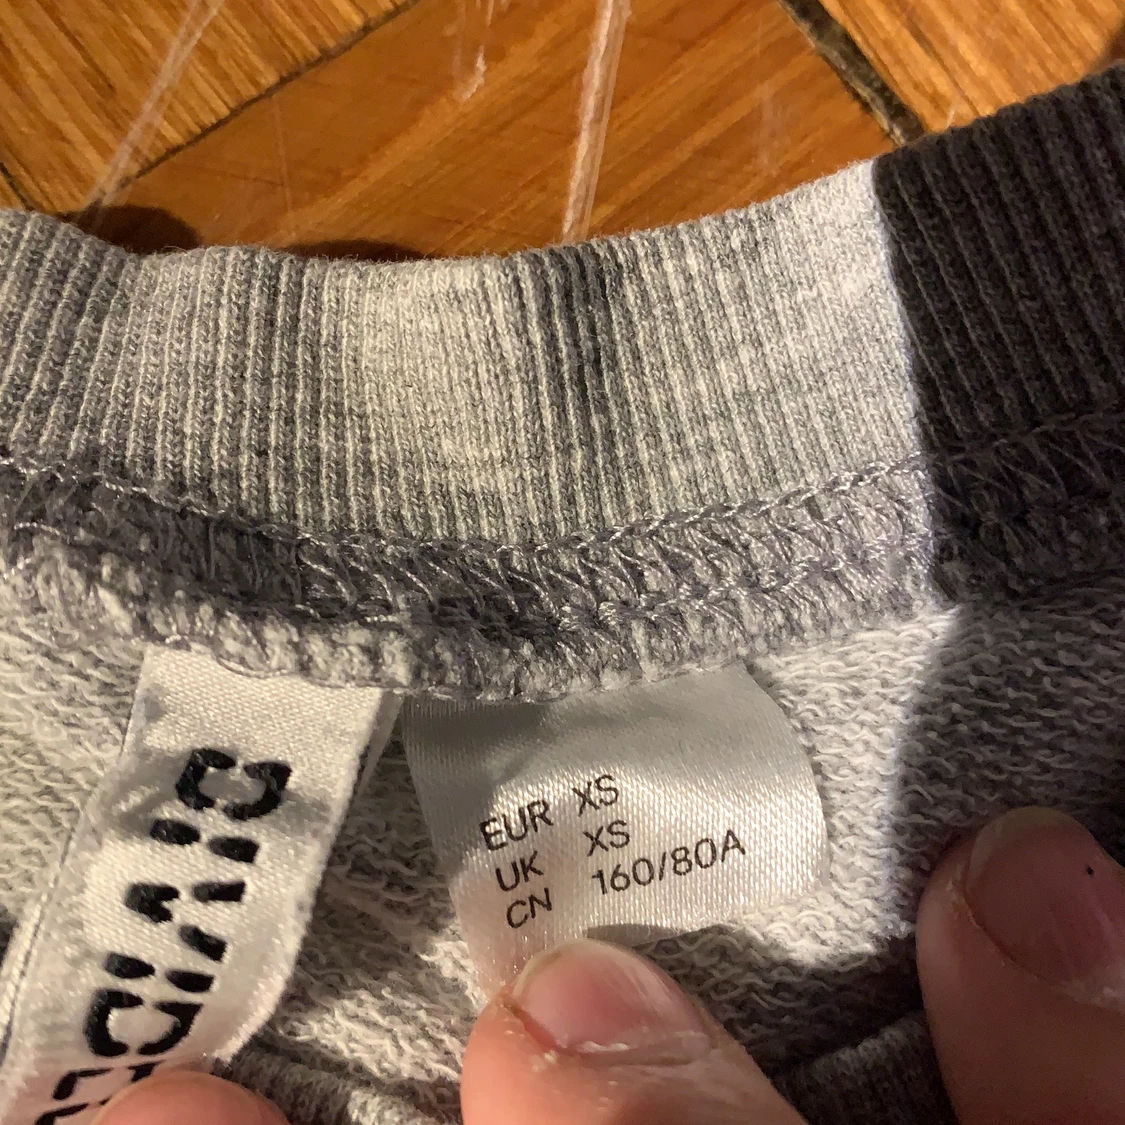 EUR XS
UK XS
CN 160/80A